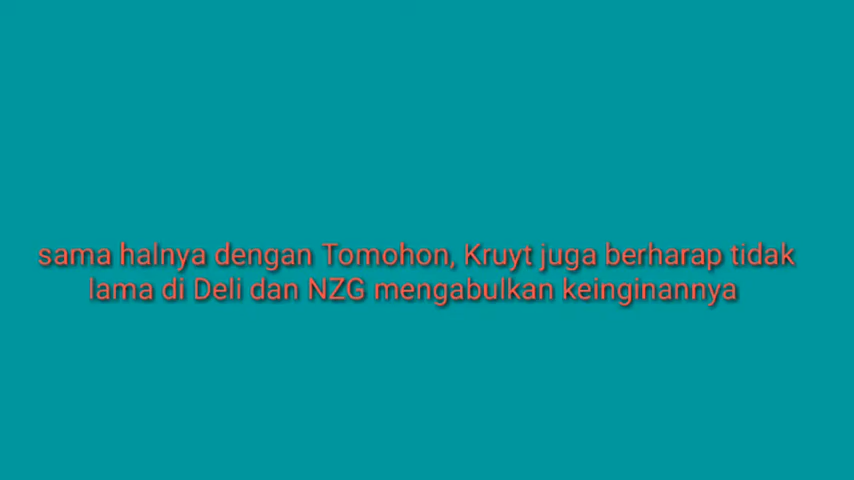 sama halnya dengan Tomohon, Kruyt juga berharap tidak
lama di Deli dan NZG mengabulkan keinginannya